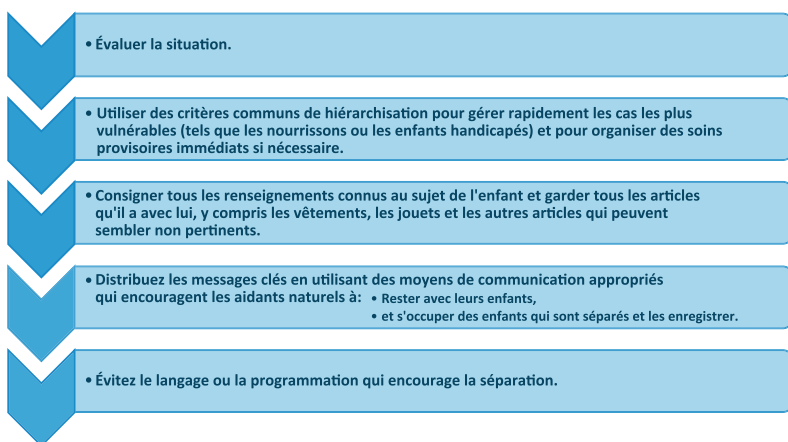 • Évaluer la situation.
• Utiliser des critères communs de hiérarchisation pour gérer rapidement les cas les plus
vulnérables (tels que les nourrissons ou les enfants handicapés) et pour organiser des soins
provisoires immédiats si nécessaire.
• Consigner tous les renseignements connus au sujet de l'enfant et garder tous les articles
qu'il a avec lui, y compris les vêtements, les jouets et les autres articles qui peuvent
sembler non pertinents.
• Distribuez les messages clés en utilisant des moyens de communication appropriés
qui encouragent les aidants naturels à: • Rester avec leurs enfants,
• et s'occuper des enfants qui sont séparés et les enregistrer.
• Évitez le langage ou la programmation qui encourage la séparation.